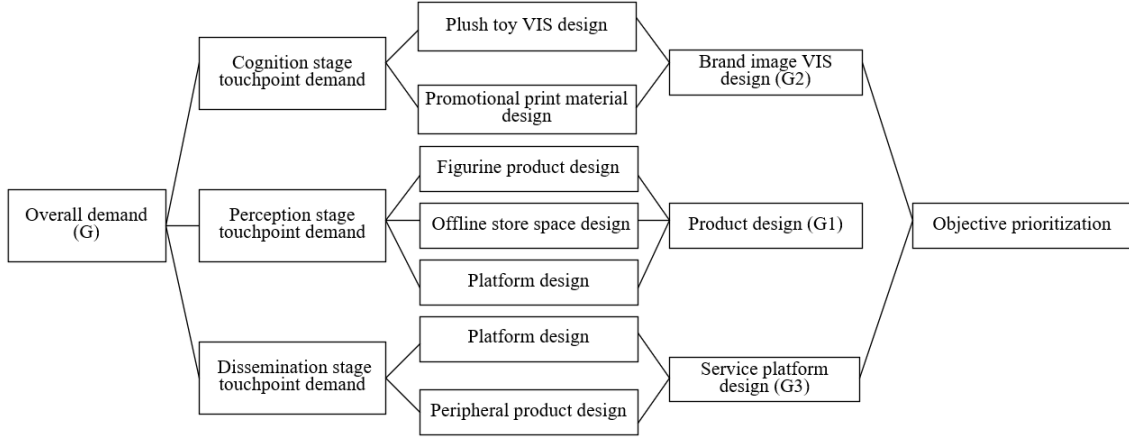 Overall demand
(G)
Cognition stage
touchpoint demand
Perception stage
touchpoint demand
Dissemination stage
touchpoint demand
Plush toy VIS design
Promotional print material
design
Figurine product design
Offline store space design
Platform design
Platform design
Peripheral product design
Brand image VIS
design (G2)
Product design (G1)
Service platform
design (G3)
Objective prioritization